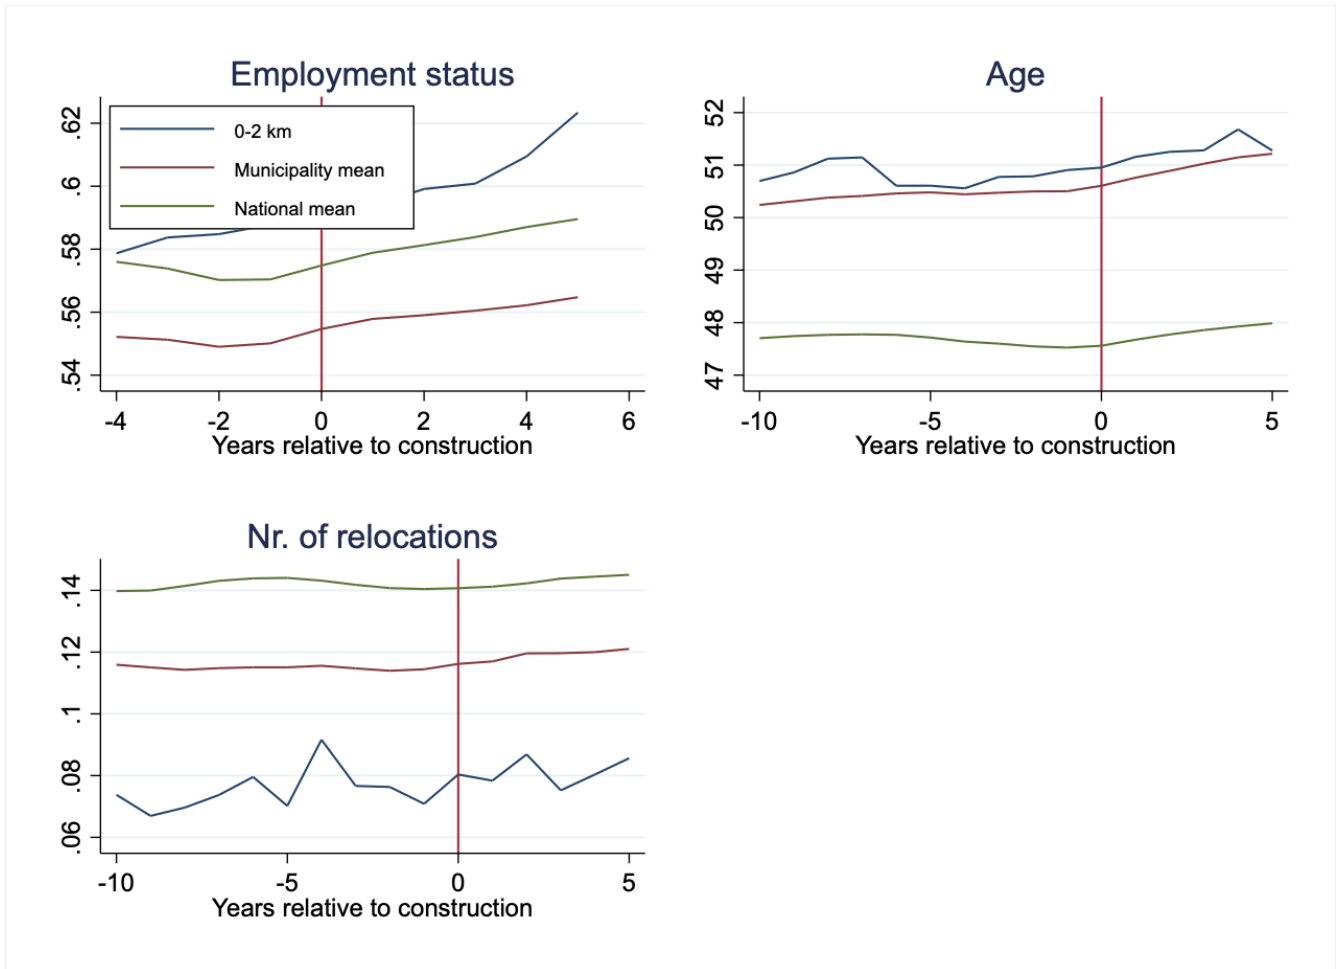 Employment status
.62
.6
.58
.56
.54
0-2 km
Municipality mean
National mean
-4 -2 0 2 4 6
Years relative to construction
Age
52
51
50
49
48
47
-10 -5 0 5
Years relative to construction
Nr. of relocations
.14
.12
.1
.08
.06
-10 -5 0 5
Years relative to construction